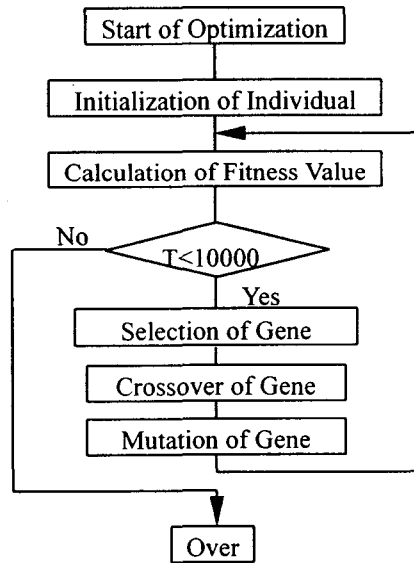 Start of Optimization
Initialization of Individual
Calculation of Fitness Value
No
T<10000
Yes
Selection of Gene
Crossover of Gene
Mutation of Gene
Over